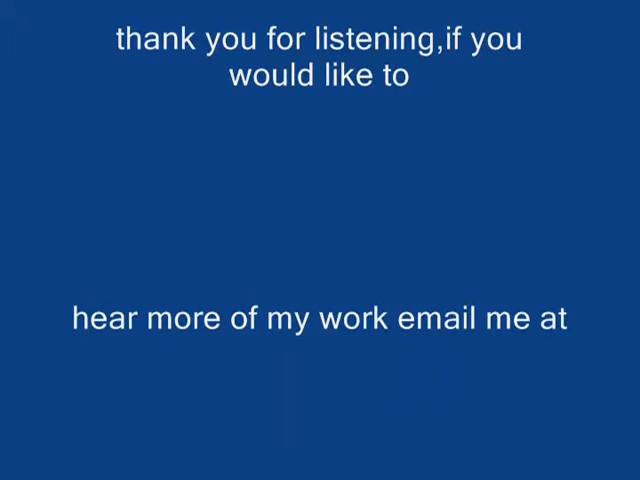 thank you for listening,if you
would like to
hear more of my work email me at